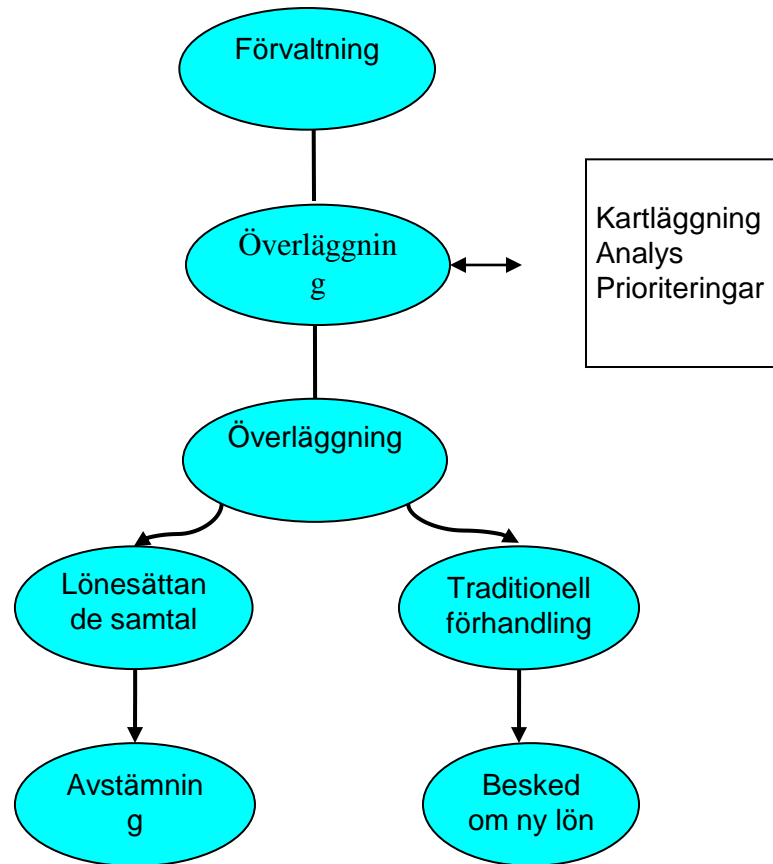 Förvaltning
Överläggnin
g
Kartläggning
Analys
Prioriteringar
Överläggning
Lönesättan
de samtal
Traditionell
förhandling
Avstämnin
g
Besked
om ny lön